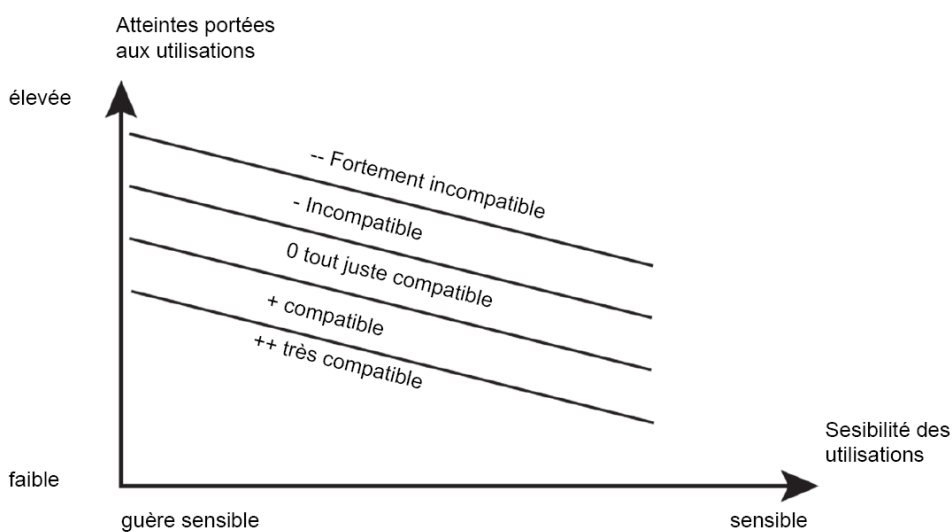 Atteintes portées
aux utilisations
élevée
-- Fortement incompatible
- Incompatible
0 tout juste compatible
+ compatible
++ très compatible
Sesibilité des
utilisations
faible
guère sensible
sensible